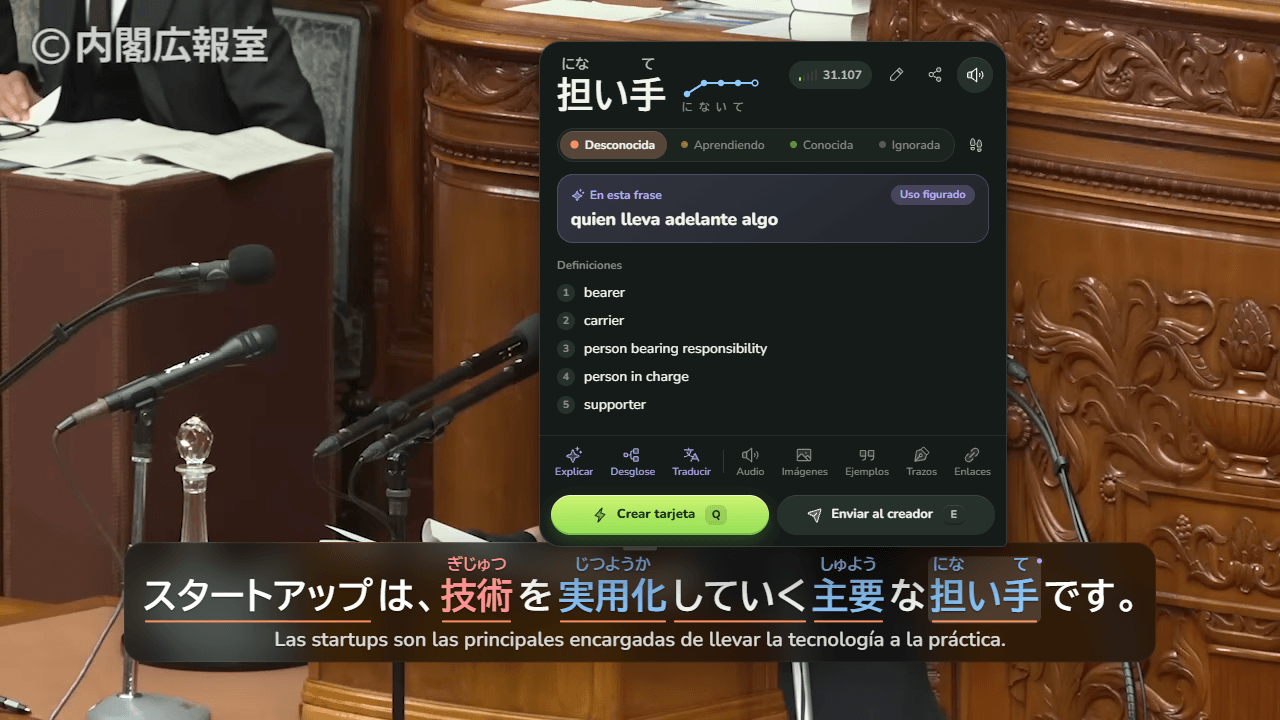 ©内閣広報室
にな て
担い手
にないて
31.107
Desconocida Aprendiendo Conocida Ignorada
En esta frase Uso figurado
quien lleva adelante algo
Definiciones
1 bearer
2 carrier
3 person bearing responsibility
4 person in charge
5 supporter
Explicar Desglose Traducir Audio Imágenes Ejemplos Trazos Enlaces
Crear tarjeta Q Enviar al creador E
ぎじゅつ じつようか しゅよう にな て
スタートアップは、技術を実用化していく主要な担い手です。
Las startups son las principales encargadas de llevar la tecnología a la práctica.